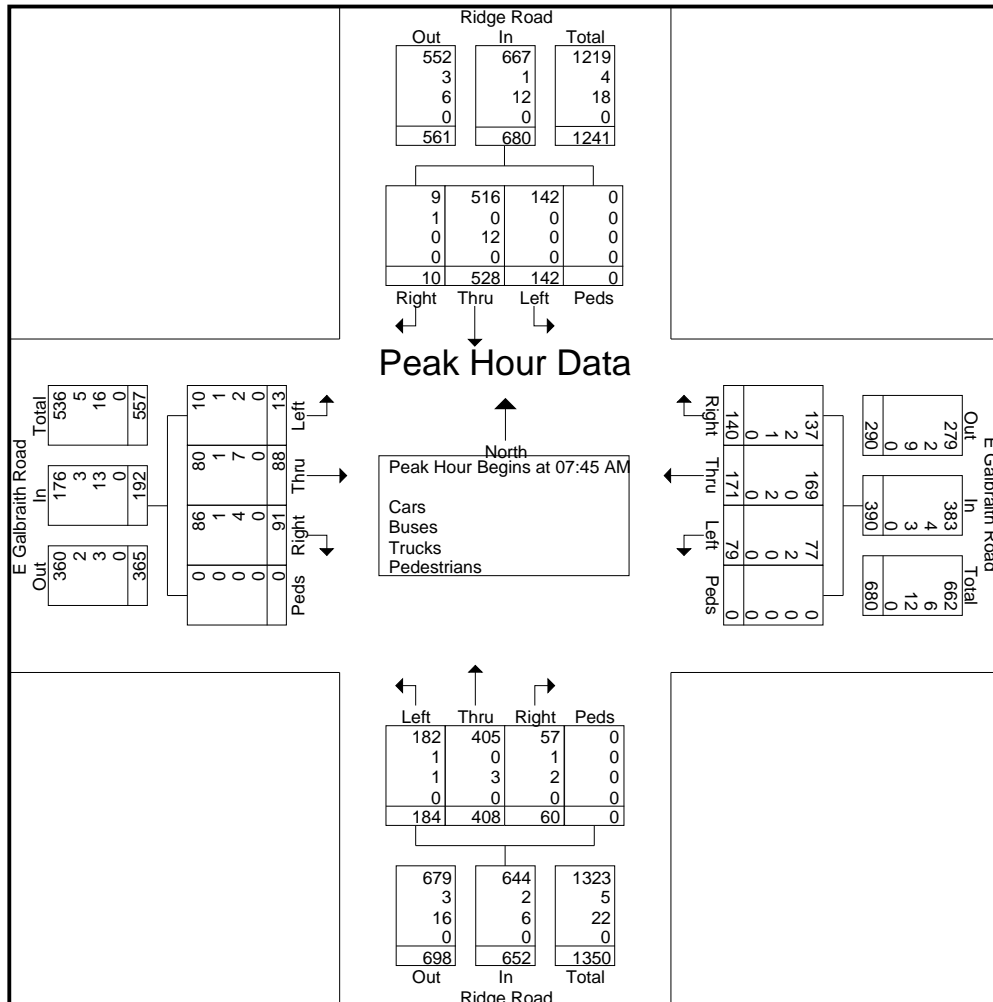 Ridge Road
Out In Total
552 667 1219
3 1 4
6 12 18
0 0 0
561 680 1241
9 516 142 0
1 0 0 0
0 12 0 0
0 0 0 0
10 528 142 0
Right Thru Left Peds
Peak Hour Data
North
Peak Hour Begins at 07:45 AM
Cars
Buses
Trucks
Pedestrians
E Galbraith Road
Out In Total
360 176 536
2 3 5
3 13 16
0 0 0
365 192 557
10 80 86 0
1 1 1 0
2 7 4 0
0 0 0 0
13 88 91 0
Left Thru Right Peds
Right Thru Left Peds
140 171 79 0
0 0 0 0
1 2 0 0
2 0 2 0
137 169 77 0
E Galbraith Road
Out In Total
279 383 662
2 4 6
9 3 12
0 0 0
290 390 680
Left Thru Right Peds
182 405 57 0
1 0 1 0
1 3 2 0
0 0 0 0
184 408 60 0
679 644 1323
3 2 5
16 6 22
0 0 0
698 652 1350
Out In Total
Ridge Road